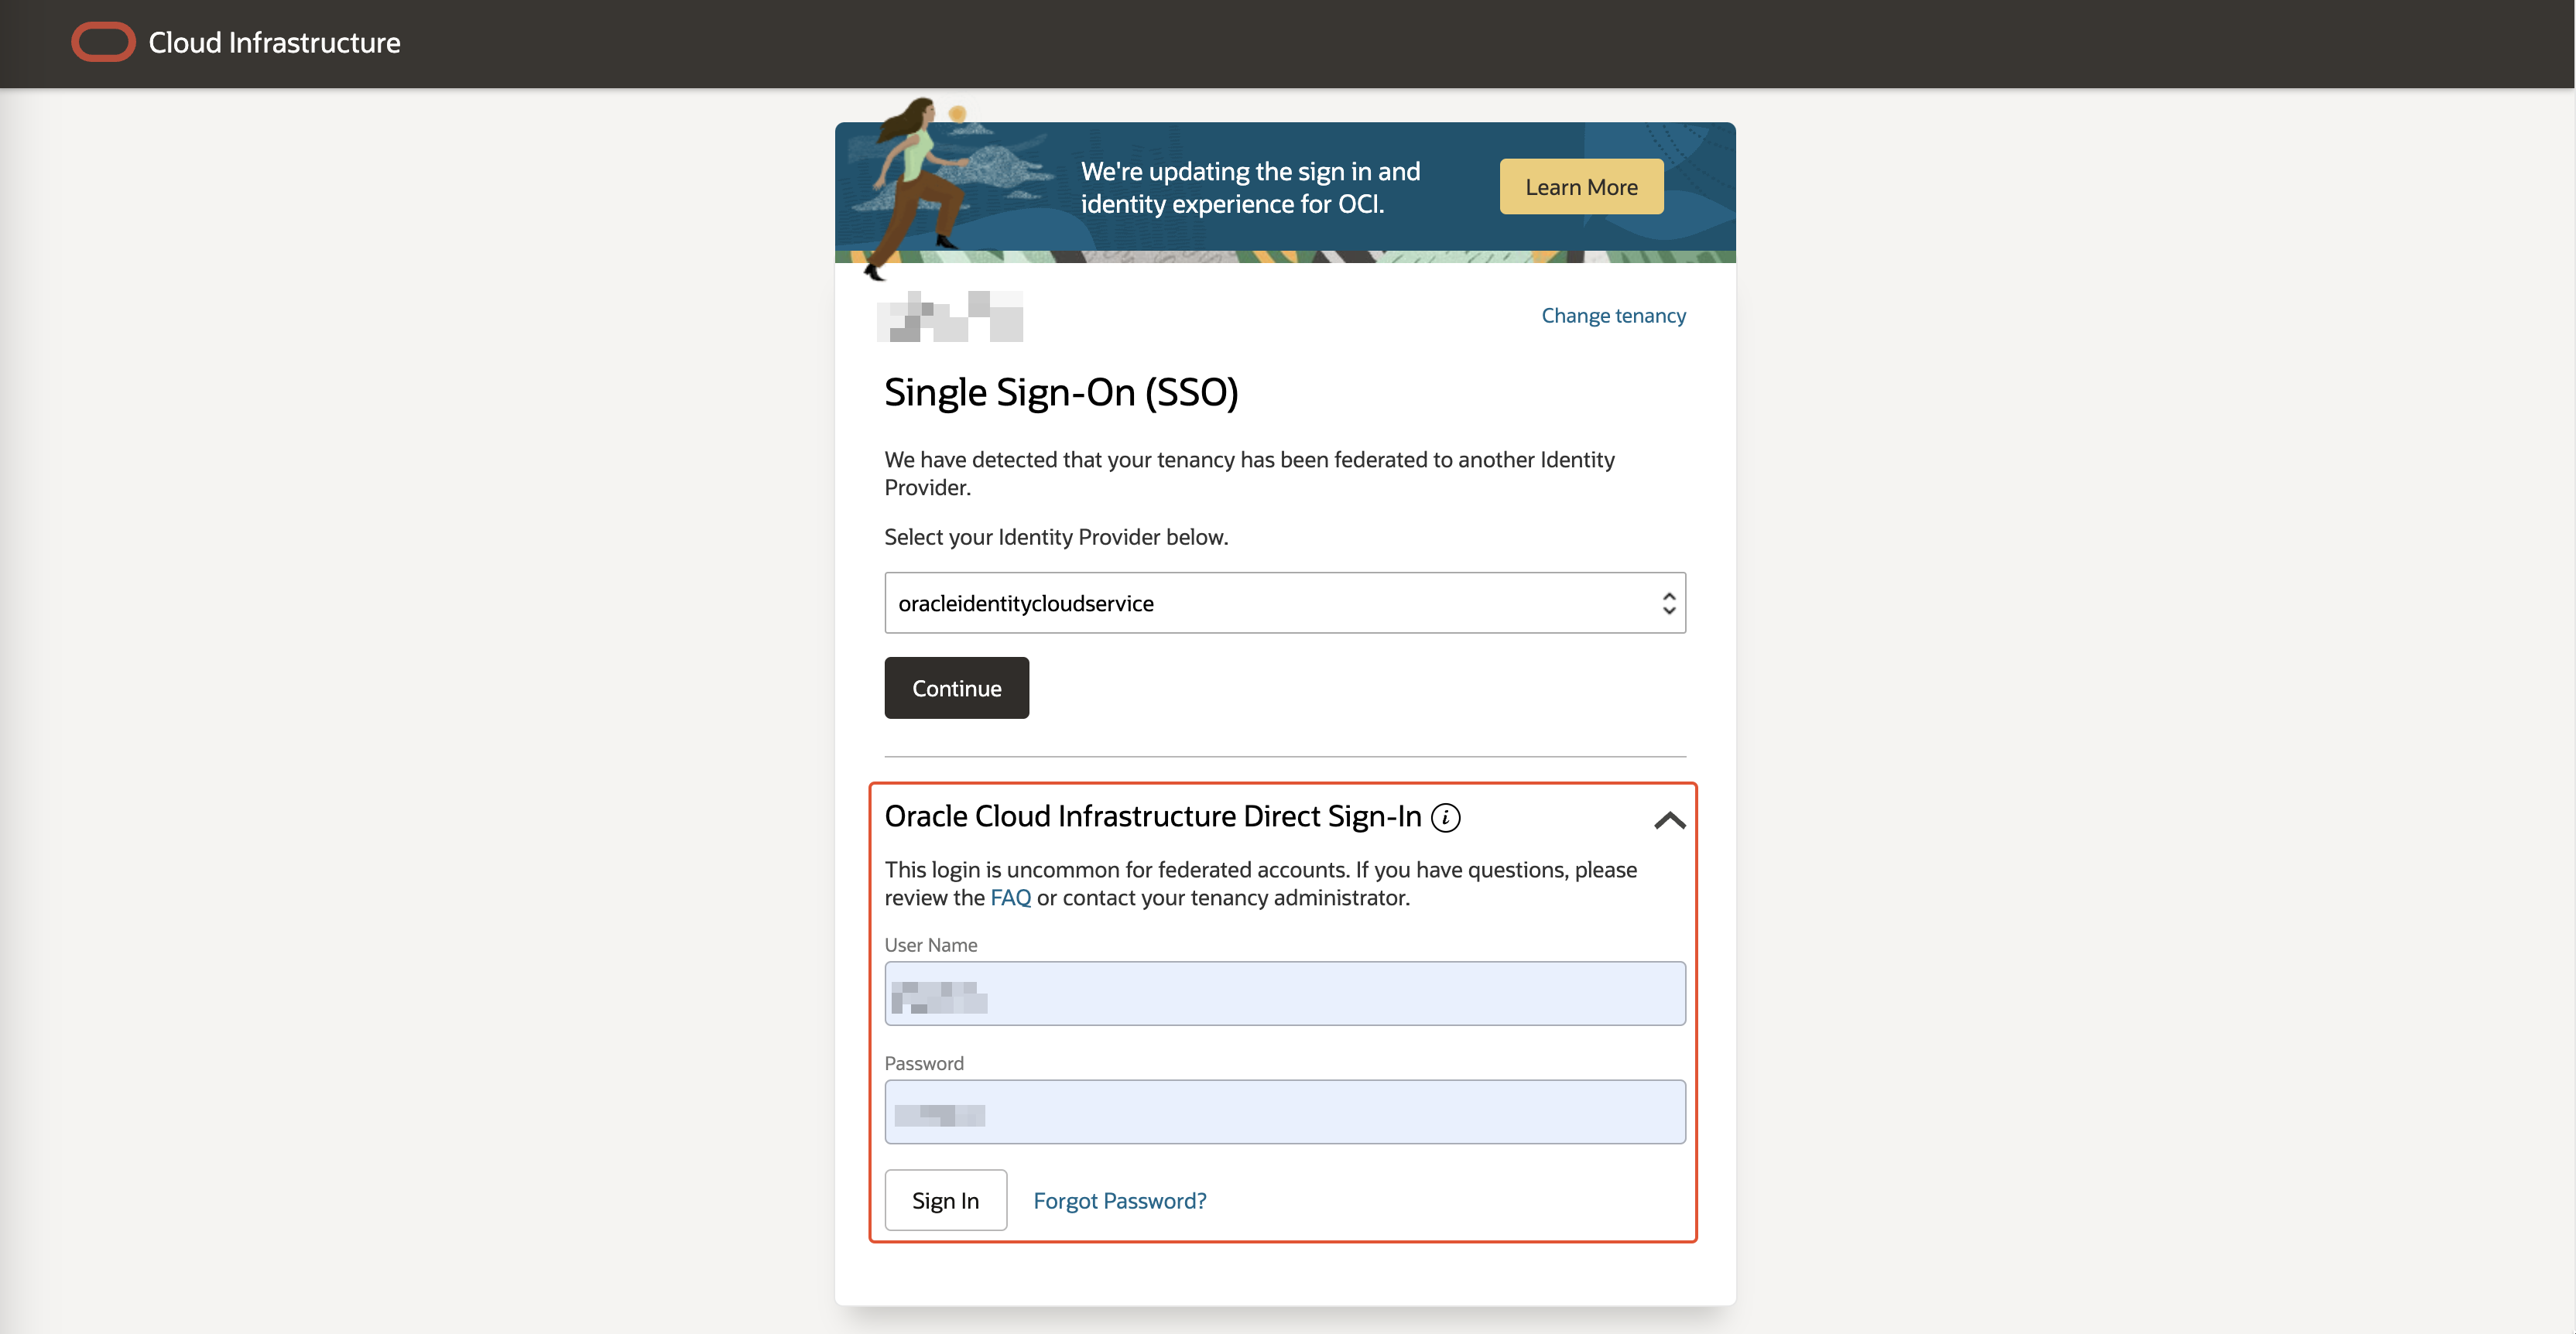 Cloud Infrastructure
We're updating the sign in and
identity experience for OCI.
Learn More
Change tenancy
Single Sign-On (SSO)
We have detected that your tenancy has been federated to another Identity
Provider.
Select your Identity Provider below.
oracleidentitycloudservice
Continue
Oracle Cloud Infrastructure Direct Sign-In i
This login is uncommon for federated accounts. If you have questions, please
review the FAQ or contact your tenancy administrator.
User Name
Password
Sign In Forgot Password?